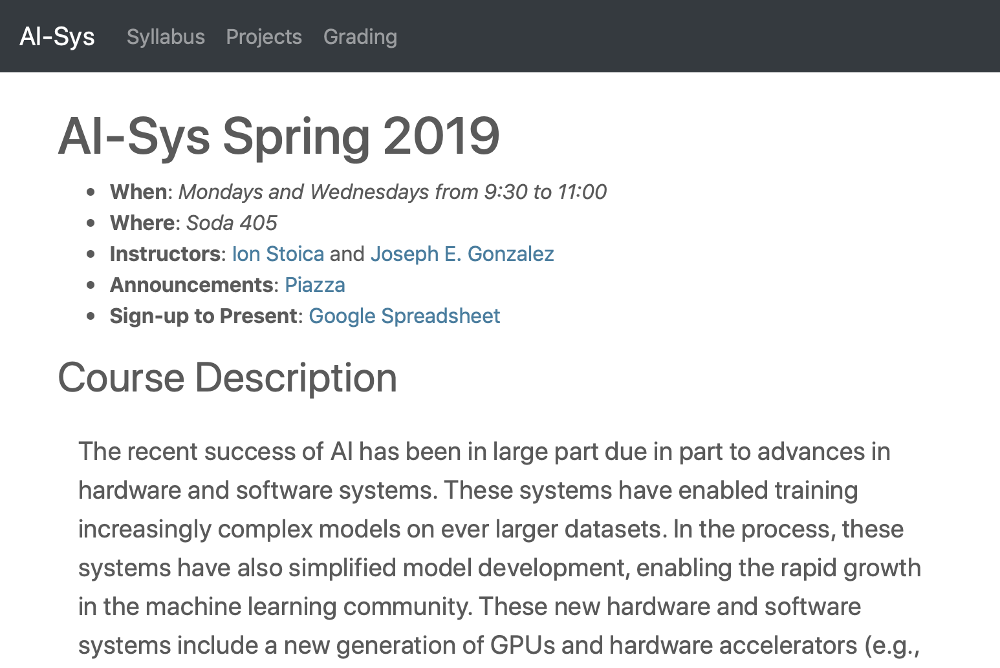 AI-Sys Syllabus Projects Grading
AI-Sys Spring 2019
• When: Mondays and Wednesdays from 9:30 to 11:00
• Where: Soda 405
• Instructors: Ion Stoica and Joseph E. Gonzalez
• Announcements: Piazza
• Sign-up to Present: Google Spreadsheet
Course Description
The recent success of AI has been in large part due in part to advances in
hardware and software systems. These systems have enabled training
increasingly complex models on ever larger datasets. In the process, these
systems have also simplified model development, enabling the rapid growth
in the machine learning community. These new hardware and software
systems include a new generation of GPUs and hardware accelerators (e.g.,